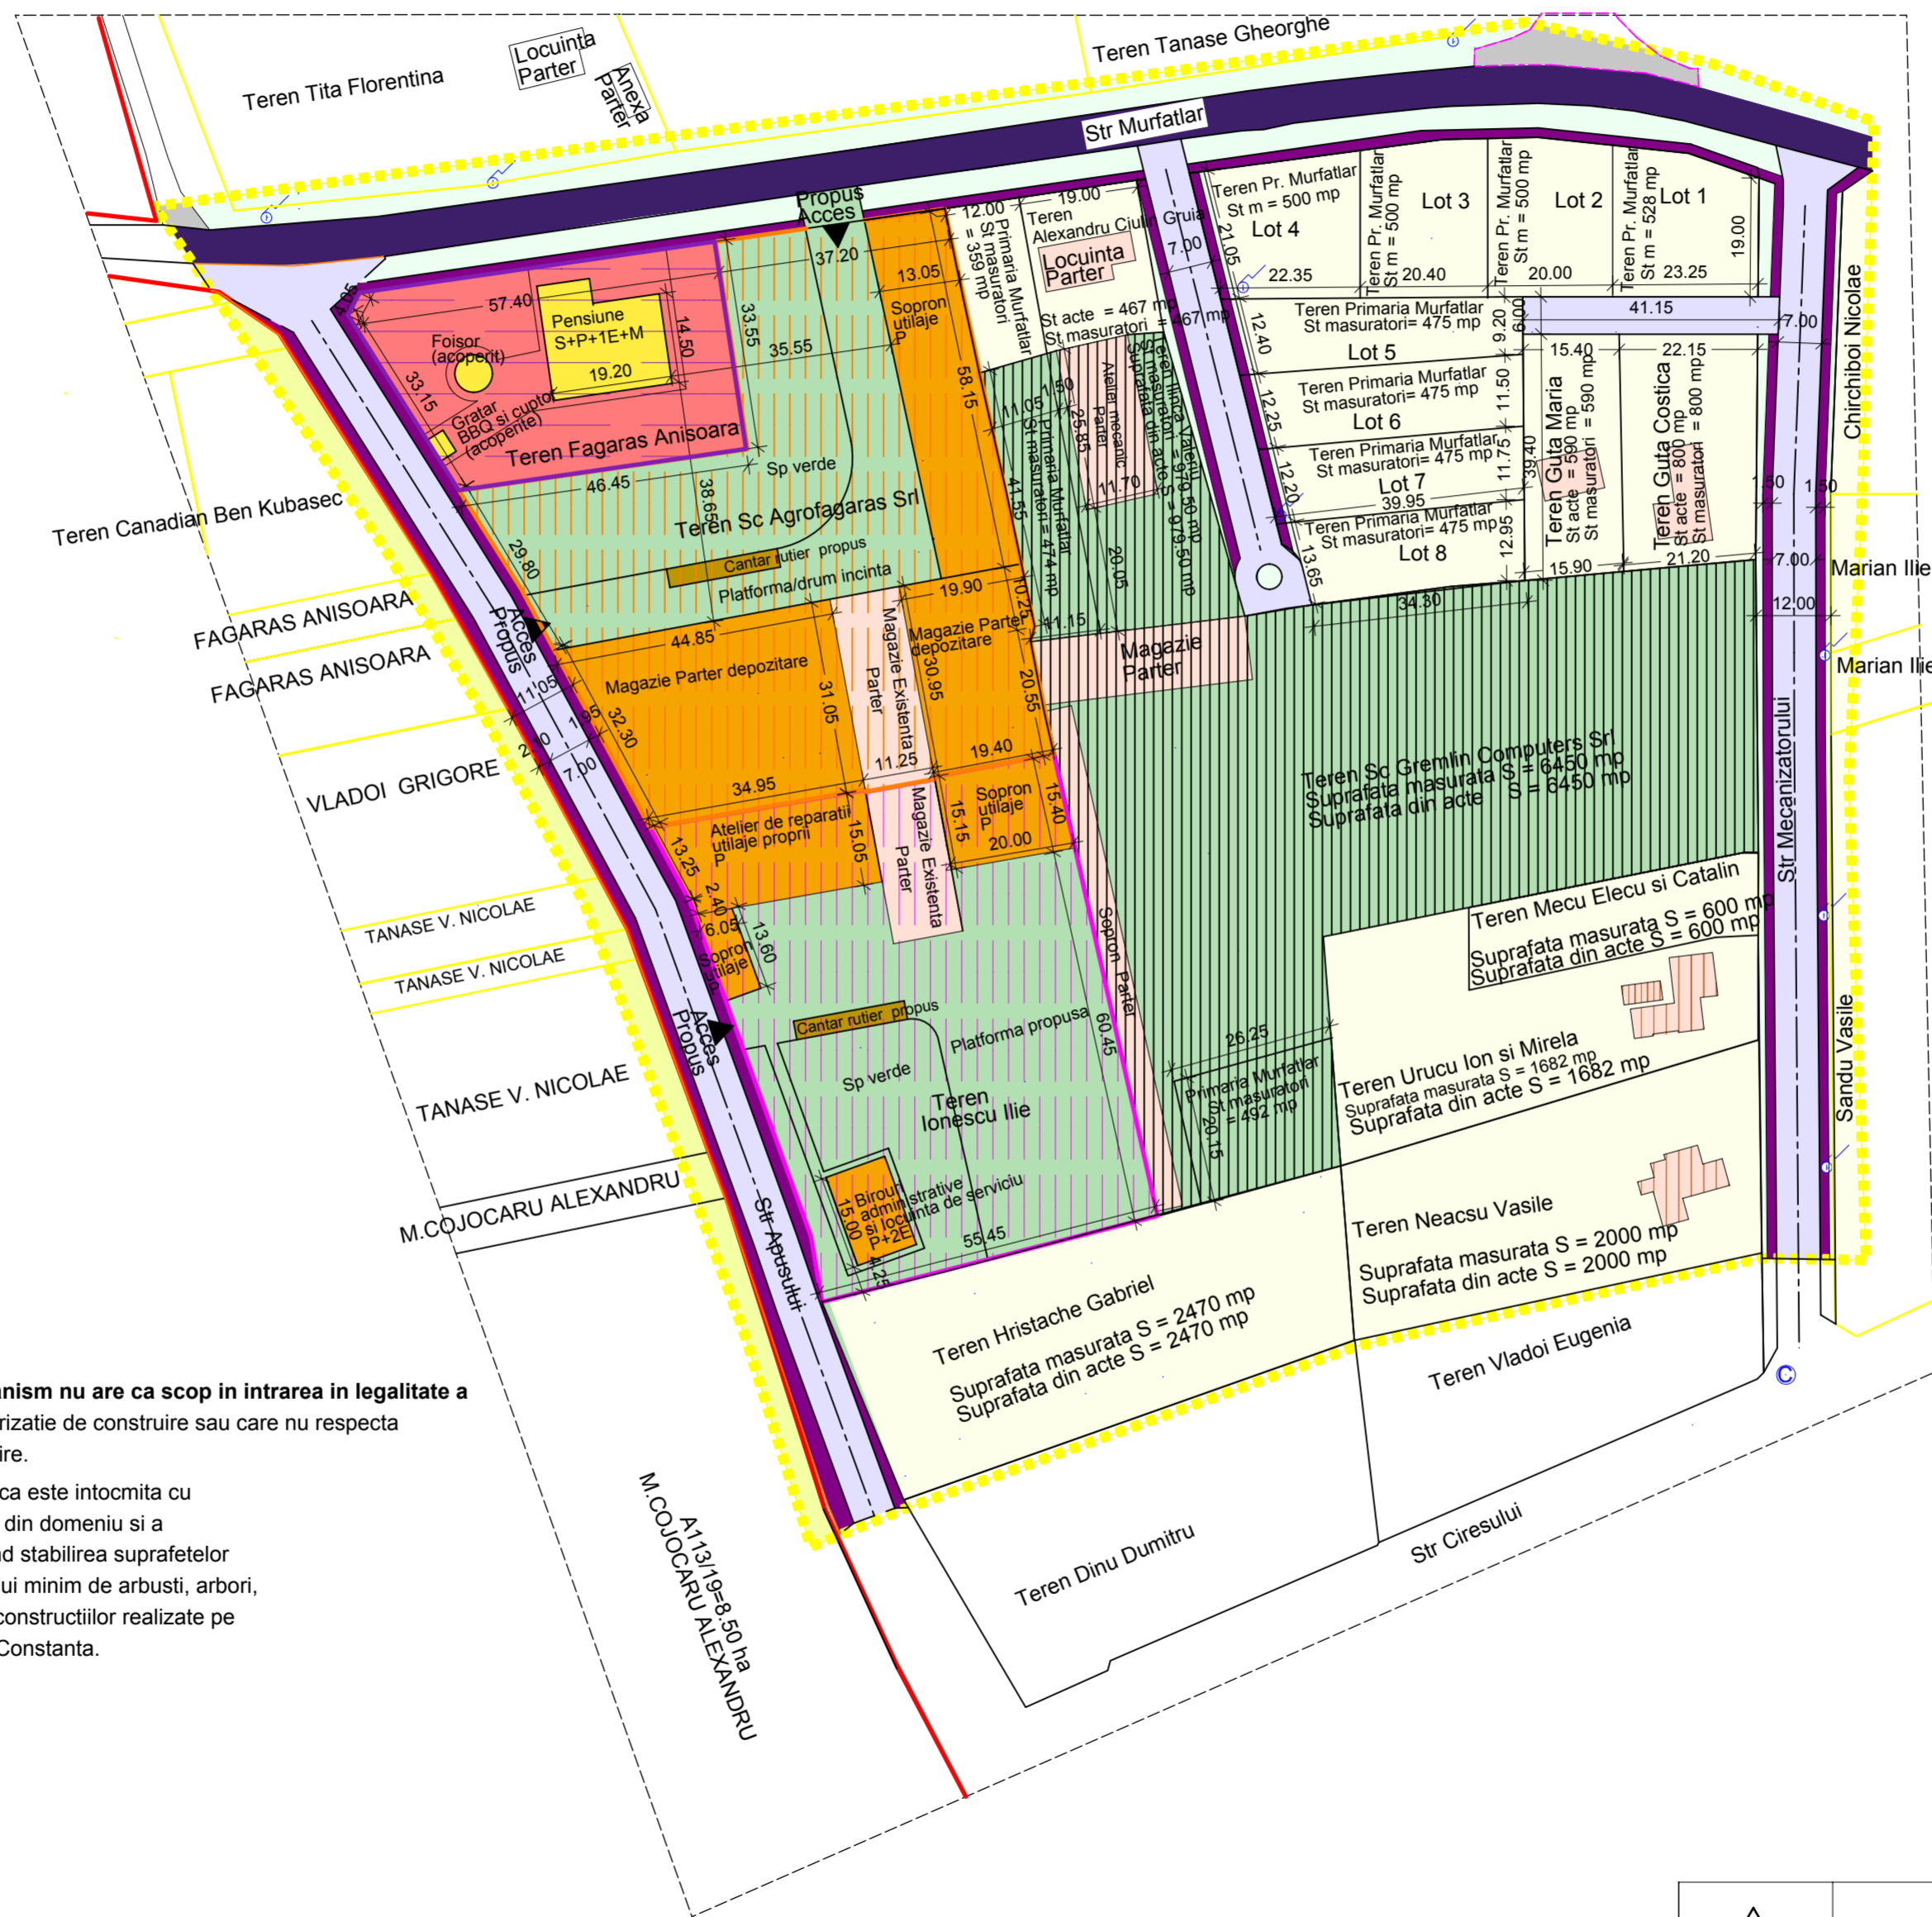 Teren Tita Florentina
Locuinta
Parter
Anexa
Parter
Teren Tanase Gheorghe
Str Murfatlar
Propus
Acces
37.20
13.05
Sopron
utilaje
P
12.00
Primaria Murfatlar
St masuratori
= 359 mp
19.00
Teren
Alexandru Ciulin
Gruia
Locuinta
Parter
St acte = 467 mp
St masuratori = 467 mp
7.00
21.05
Teren Pr. Murfatlar
St m = 500 mp
Lot 4
22.35
Teren Pr. Murfatlar
St m = 500 mp
Lot 3
20.40
Teren Pr. Murfatlar
St m = 500 mp
Lot 2
20.00
Teren Pr. Murfatlar
St m = 528 mp
Lot 1
23.25
19.00
Chirchiboi Nicolae
4.05
57.40
Pensiune
S+P+1E+M
14.50
19.20
Foisor
(acoperit)
33.15
Gratar
BBQ si cuptor
(acoperite)
Teren Fagaras Anisoara
46.45
33.55
35.55
38.65
58.15
Sp verde
Teren Sc Agrofagaras Srl
Cantar rutier propus
Platforma/drum incinta
29.80
Acces
Propus
11.05
1.50
25.85
Atelier mecanic
Parter
11.70
41.55
Primaria Murfatlar
St masuratori = 474 mp
20.05
11.15
Teren Ilinca Valeriu
St masuratori = 979.50 mp
Suprafata din acte S = 979.50 mp
12.40
12.25
12.20
13.65
Teren Primaria Murfatlar
St masuratori= 475 mp
Lot 5
9.20
6.00
41.15
7.00
Teren Primaria Murfatlar
St masuratori= 475 mp
Lot 6
11.50
Teren Primaria Murfatlar
St masuratori= 475 mp
Lot 7
11.75
39.40
39.95
Teren Primaria Murfatlar
St masuratori= 475 mp
Lot 8
12.95
15.40
22.15
Teren Guta Maria
St acte = 590 mp
St masuratori = 590 mp
Teren Guta Costica
St acte = 800 mp
St masuratori = 800 mp
15.90
21.20
34.30
1.50
1.50
7.00
12.00
Marian Ilie
Marian Ilie
Teren Canadian Ben Kubasec
FAGARAS ANISOARA
FAGARAS ANISOARA
VLADOI GRIGORE
TANASE V. NICOLAE
TANASE V. NICOLAE
TANASE V. NICOLAE
M.COJOCARU ALEXANDRU
44.85
19.90
10.25
Magazie Parter depozitare
31.05
Magazie Existenta
Parter
30.95
Magazie Parter
depozitare
20.55
Magazie
Parter
11.05
1.95
2.10
7.00
32.30
34.95
11.25
19.40
Atelier de reparatii
utilaje proprii
P
13.25
15.05
Magazie Existenta
Parter
15.15
Sopron
utilaje
P
15.40
20.00
2.40
6.05
13.60
Sopron
utilaje
P
Acces
Propus
Cantar rutier propus
Platforma propusa
Sp verde
Teren
Ionescu Ilie
60.45
Sopron Parter
Birouri
administrative
si locuinta de serviciu
P+2E
15.00
4.25
55.45
Str Apusului
Teren Sc Gremlin Computers Srl
Suprafata masurata S = 6450 mp
Suprafata din acte S = 6450 mp
Str Mecanizatorului
26.25
Primaria Murfatlar
St masuratori
= 492 mp
20.15
Teren Mecu Elecu si Catalin
Suprafata masurata S = 600 mp
Suprafata din acte S = 600 mp
Teren Urucu Ion si Mirela
Suprafata masurata S = 1682 mp
Suprafata din acte S = 1682 mp
Sandu Vasile
Teren Neacsu Vasile
Suprafata masurata S = 2000 mp
Suprafata din acte S = 2000 mp
Teren Hristache Gabriel
Suprafata masurata S = 2470 mp
Suprafata din acte S = 2470 mp
Teren Vladoi Eugenia
C
Str Ciresului
Teren Dinu Dumitru
A113/19=8.50 ha
M.COJOCARU ALEXANDRU
anism nu are ca scop in intrarea in legalitate a
rizatie de construire sau care nu respecta
ire.
ca este intocmita cu
din domeniu si a
d stabilirea suprafetelor
ui minim de arbusti, arbori,
constructiilor realizate pe
Constanta.